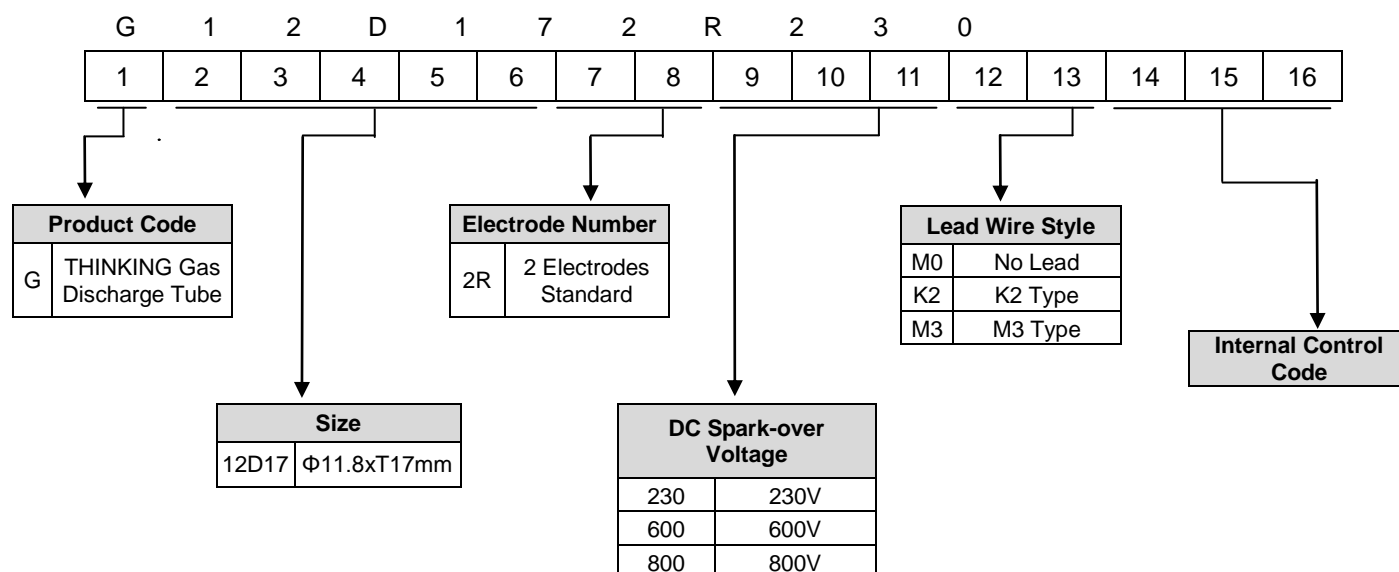 G 1 2 D 1 7 2 R 2 3 0
1 2 3 4 5 6 7 8 9 10 11 12 13 14 15 16
Product Code
G THINKING Gas
Discharge Tube
Size
12D17 Φ11.8xT17mm
Electrode Number
2R 2 Electrodes
Standard
DC Spark-over
Voltage
230 230V
600 600V
800 800V
Lead Wire Style
M0 No Lead
K2 K2 Type
M3 M3 Type
Internal Control
Code